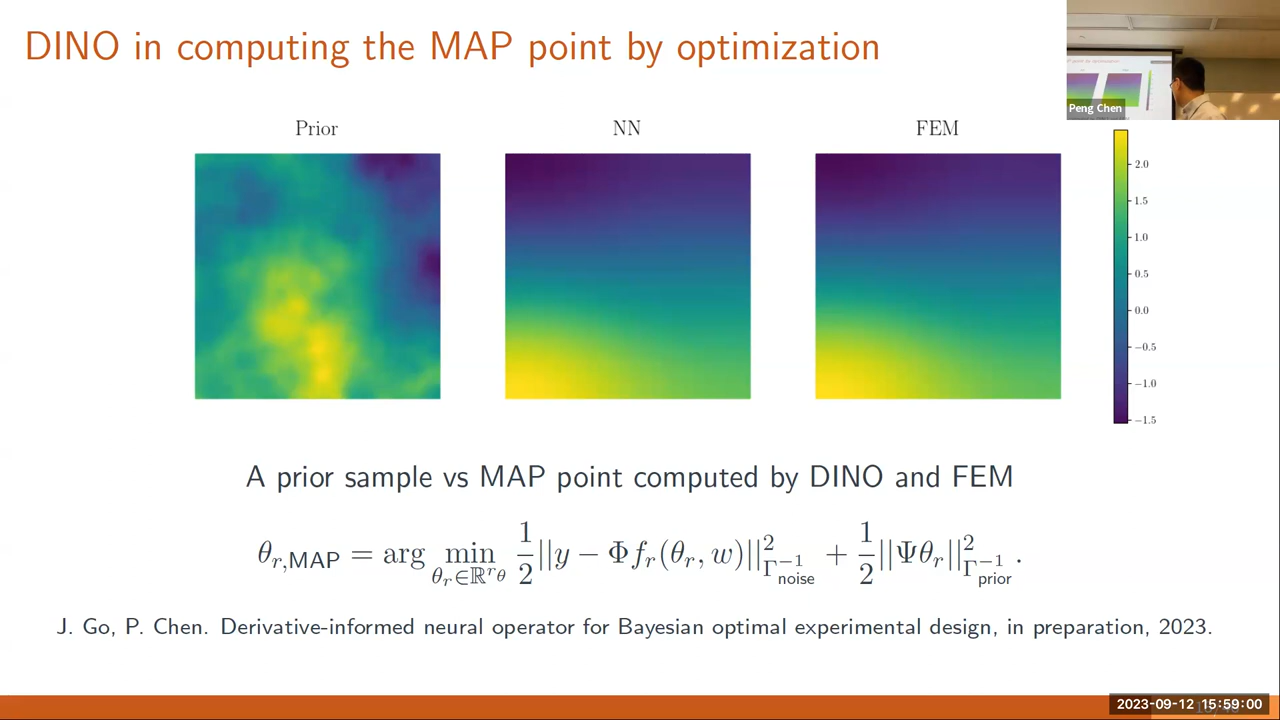 DINO in computing the MAP point by optimization
Peng Chen
Prior
NN
FEM
2.0
1.5
1.0
0.5
0.0
−0.5
−1.0
−1.5
A prior sample vs MAP point computed by DINO and FEM
θ_{r,MAP} = arg min_{θ_r∈ℝ^{r_θ}} 1/2||y − Φf_r(θ_r, w)||²_{Γ⁻¹_noise} + 1/2||Ψθ_r||²_{Γ⁻¹_prior}.
J. Go, P. Chen. Derivative-informed neural operator for Bayesian optimal experimental design, in preparation, 2023.
2023-09-12 15:59:00